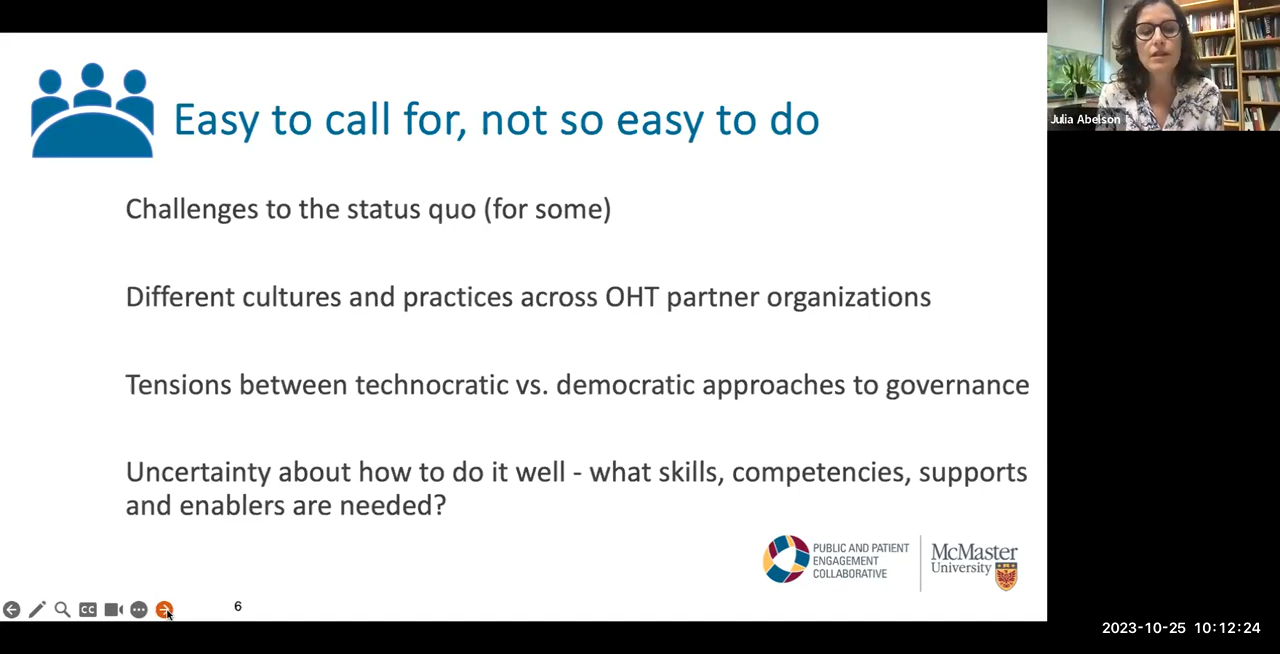 Easy to call for, not so easy to do
Julia Abelson
Challenges to the status quo (for some)
Different cultures and practices across OHT partner organizations
Tensions between technocratic vs. democratic approaches to governance
Uncertainty about how to do it well - what skills, competencies, supports
and enablers are needed?
PUBLIC AND PATIENT
ENGAGEMENT
COLLABORATIVE
McMaster
University
CC
6
2023-10-25 10:12:24